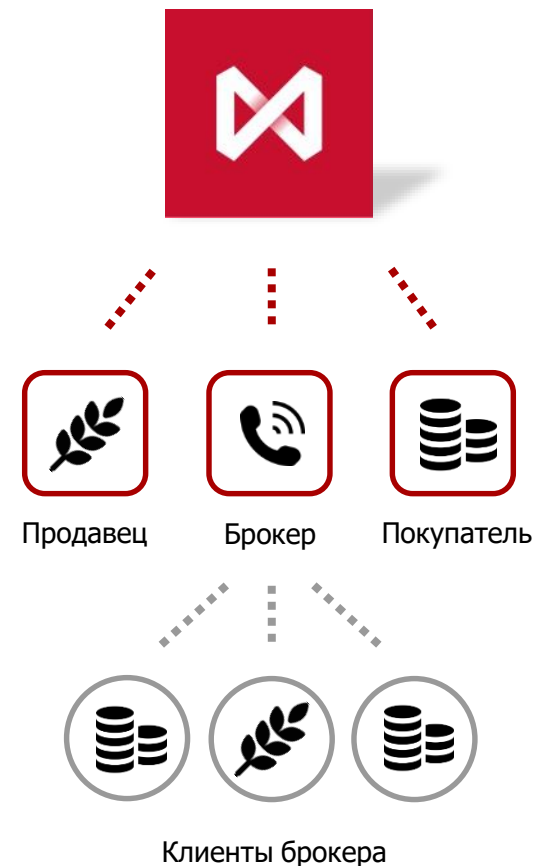 Продавец
Брокер
Покупатель
Клиенты брокера